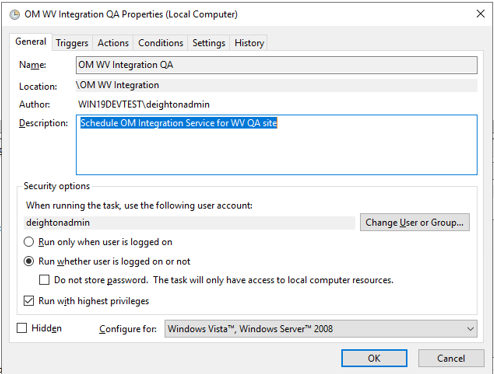 OM WV Integration QA Properties (Local Computer)
General Triggers Actions Conditions Settings History
Name: OM WV Integration QA
Location: \OM WV Integration
Author: WIN19DEVTEST\deightonadmin
Description: Schedule OM Integration Service for WV QA site
Security options
When running the task, use the following user account:
deightonadmin Change User or Group...
Run only when user is logged on
Run whether user is logged on or not
Do not store password. The task will only have access to local computer resources.
Run with highest privileges
Hidden Configure for: Windows Vista™, Windows Server™ 2008
OK Cancel